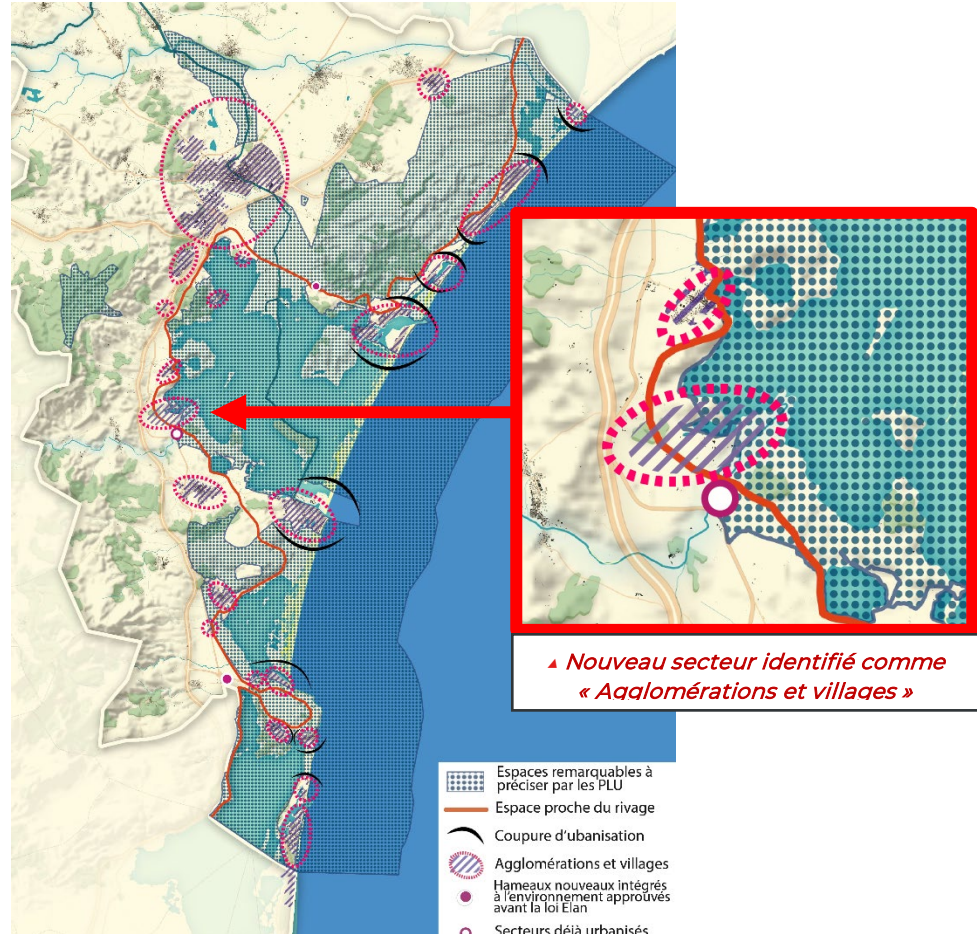 ▲ Nouveau secteur identifié comme
« Agglomérations et villages »
Espaces remarquables à
préciser par les PLU
Espace proche du rivage
Coupure d'ubanisation
Agglomérations et villages
Hameaux nouveaux intégrés
à l'environnement approuvés
avant la loi Elan
Secteurs déjà urbanisés